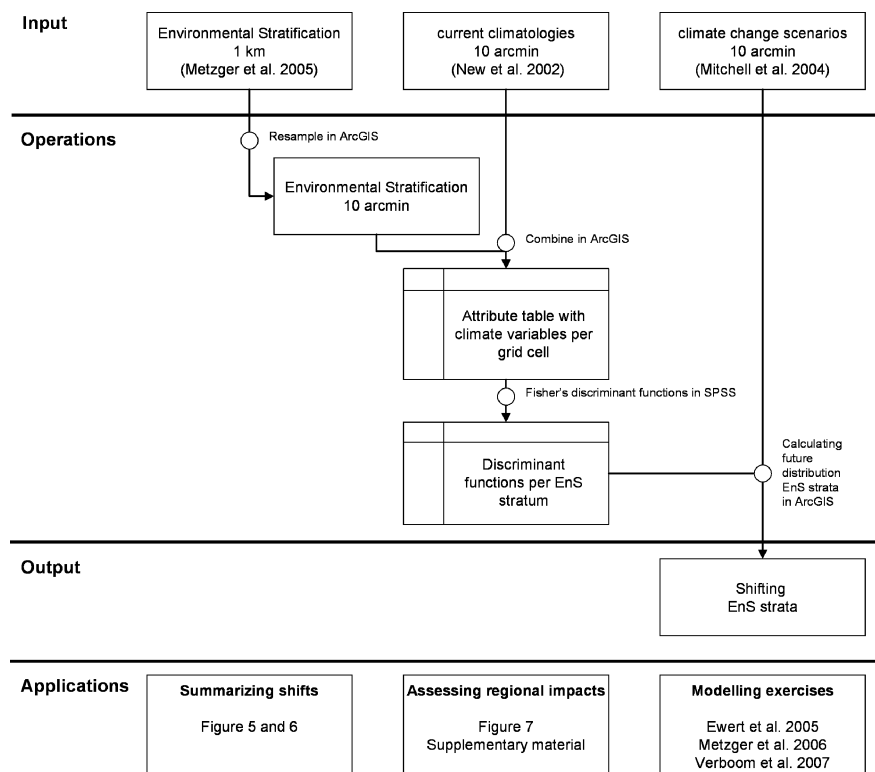 Input
Environmental Stratification
1 km
(Metzger et al. 2005)
current climatologies
10 arcmin
(New et al. 2002)
climate change scenarios
10 arcmin
(Mitchell et al. 2004)
Operations
Resample in ArcGIS
Environmental Stratification
10 arcmin
Combine in ArcGIS
Attribute table with
climate variables per
grid cell
Fisher's discriminant functions in SPSS
Discriminant
functions per EnS
stratum
Calculating
future
distribution
EnS strata
in ArcGIS
Output
Shifting
EnS strata
Applications
Summarizing shifts
Figure 5 and 6
Assessing regional impacts
Figure 7
Supplementary material
Modelling exercises
Ewert et al. 2005
Metzger et al. 2006
Verboom et al. 2007